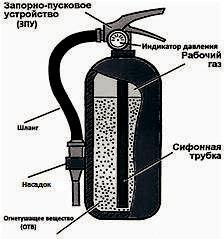 Запорно-пусковое
устройство
(ЗПУ)
Индикатор давления
Рабочий
газ
Шланг
Сифонная
трубка
Насадок
Огнетушащее вещество
(ОТВ)